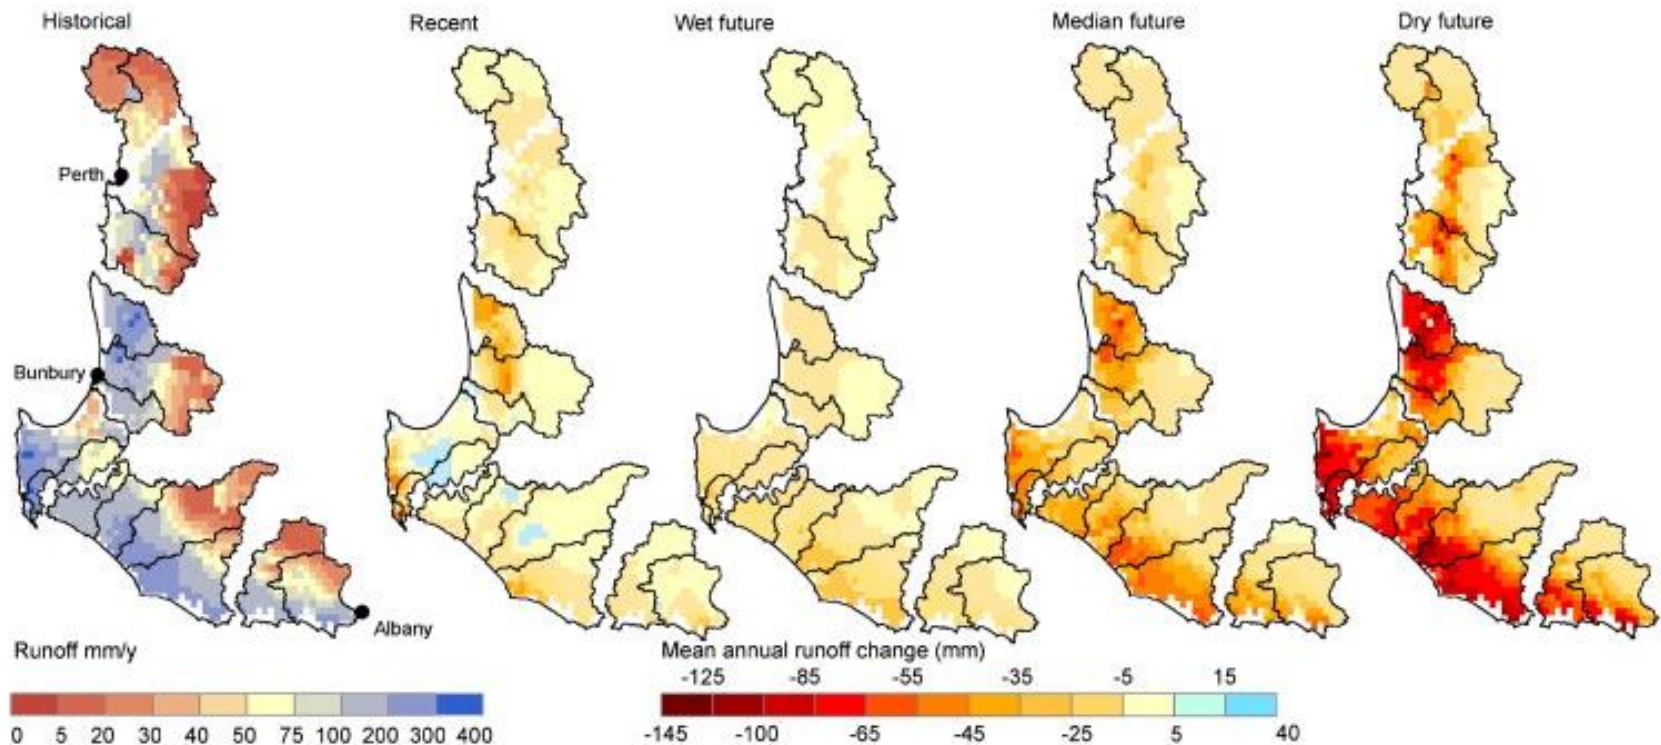 Historical
Recent
Wet future
Median future
Dry future
Perth
Bunbury
Albany
Runoff mm/y
0 5 20 30 40 50 75 100 200 300 400
Mean annual runoff change (mm)
-125 -85 -55 -35 -5 15
-145 -100 -65 -45 -25 5 40